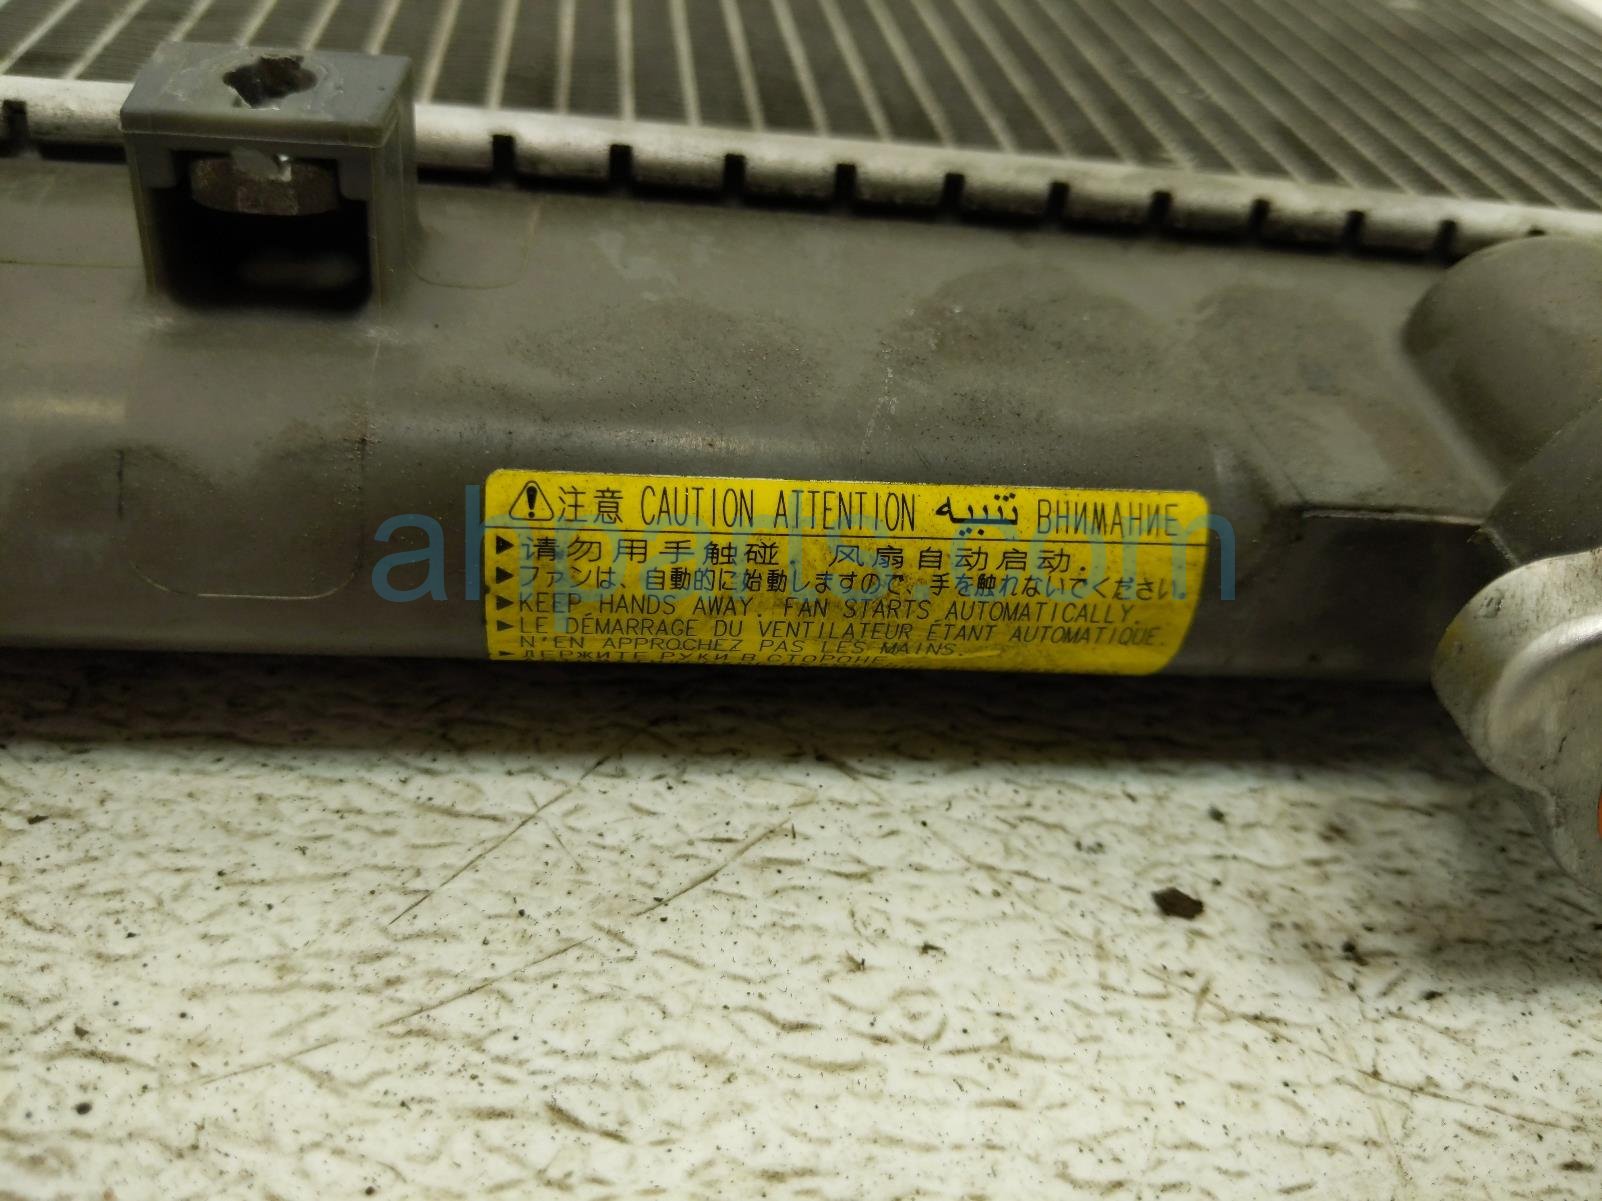 ⚠注意 CAUTION ATTENTION تنبيه ВНИМАНИЕ
▶请勿用手触碰. 风扇自动启动.
▶ファンは、自動的に始動しますので、手を触れないでください.
▶KEEP HANDS AWAY. FAN STARTS AUTOMATICALLY.
▶LE DÉMARRAGE DU VENTILATEUR ÉTANT AUTOMATIQUE.
N'EN APPROCHEZ PAS LES MAINS.
▶ДЕРЖИТЕ РУКИ В СТОРОНЕ
ahparts.com